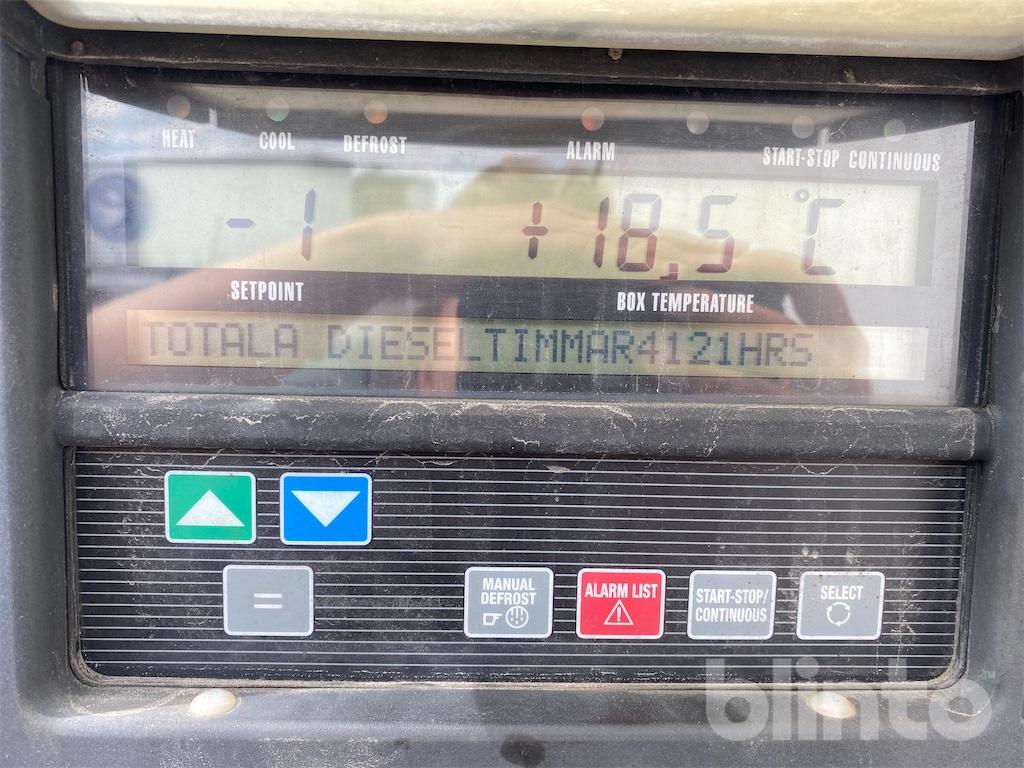 HEAT COOL DEFROST ALARM START-STOP CONTINUOUS
-1 +18,5 °C
SETPOINT BOX TEMPERATURE
TOTALA DIESELTIMMAR4121HRS
=
MANUAL DEFROST
ALARM LIST
START-STOP/ CONTINUOUS
SELECT
blinto™